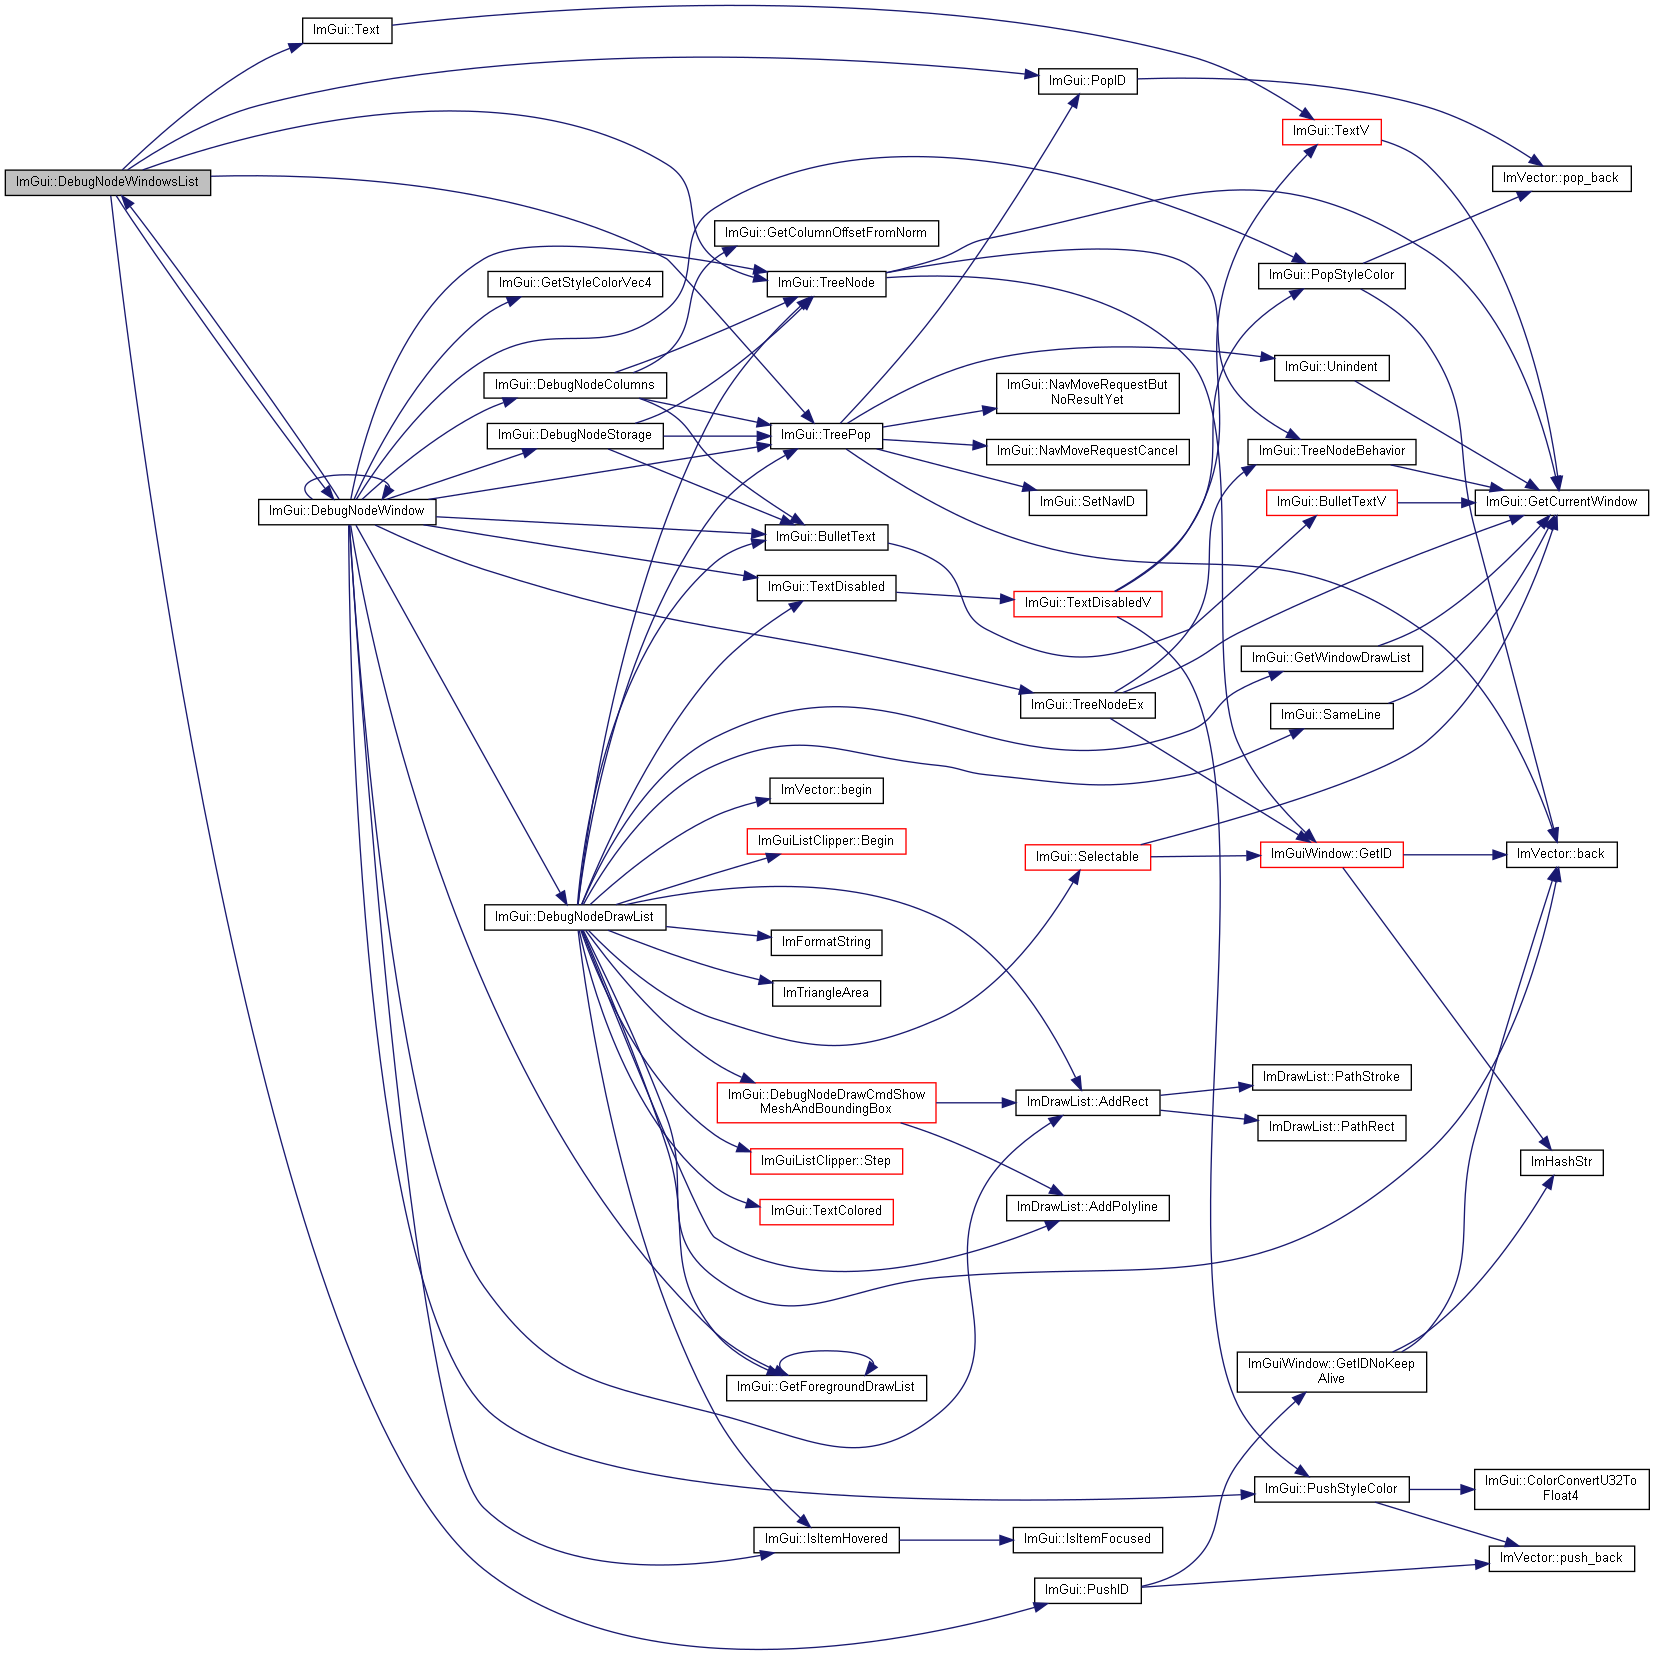 ImGui::Text
ImGui::PopID
ImGui::TextV
ImVector::pop_back
ImGui::DebugNodeWindowsList
ImGui::GetColumnOffsetFromNorm
ImGui::PopStyleColor
ImGui::GetStyleColorVec4
ImGui::TreeNode
ImGui::Unindent
ImGui::DebugNodeColumns
ImGui::NavMoveRequestBut
NoResultYet
ImGui::DebugNodeStorage
ImGui::TreePop
ImGui::NavMoveRequestCancel
ImGui::TreeNodeBehavior
ImGui::SetNavID
ImGui::BulletTextV
ImGui::GetCurrentWindow
ImGui::DebugNodeWindow
ImGui::BulletText
ImGui::TextDisabled
ImGui::TextDisabledV
ImGui::GetWindowDrawList
ImGui::TreeNodeEx
ImGui::SameLine
ImVector::begin
ImGuiListClipper::Begin
ImGui::Selectable
ImGuiWindow::GetID
ImVector::back
ImGui::DebugNodeDrawList
ImFormatString
ImTriangleArea
ImDrawList::PathStroke
ImGui::DebugNodeDrawCmdShow
MeshAndBoundingBox
ImDrawList::AddRect
ImDrawList::PathRect
ImGuiListClipper::Step
ImHashStr
ImGui::TextColored
ImDrawList::AddPolyline
ImGui::GetForegroundDrawList
ImGuiWindow::GetIDNoKeep
Alive
ImGui::PushStyleColor
ImGui::ColorConvertU32To
Float4
ImGui::IsItemHovered
ImGui::IsItemFocused
ImVector::push_back
ImGui::PushID